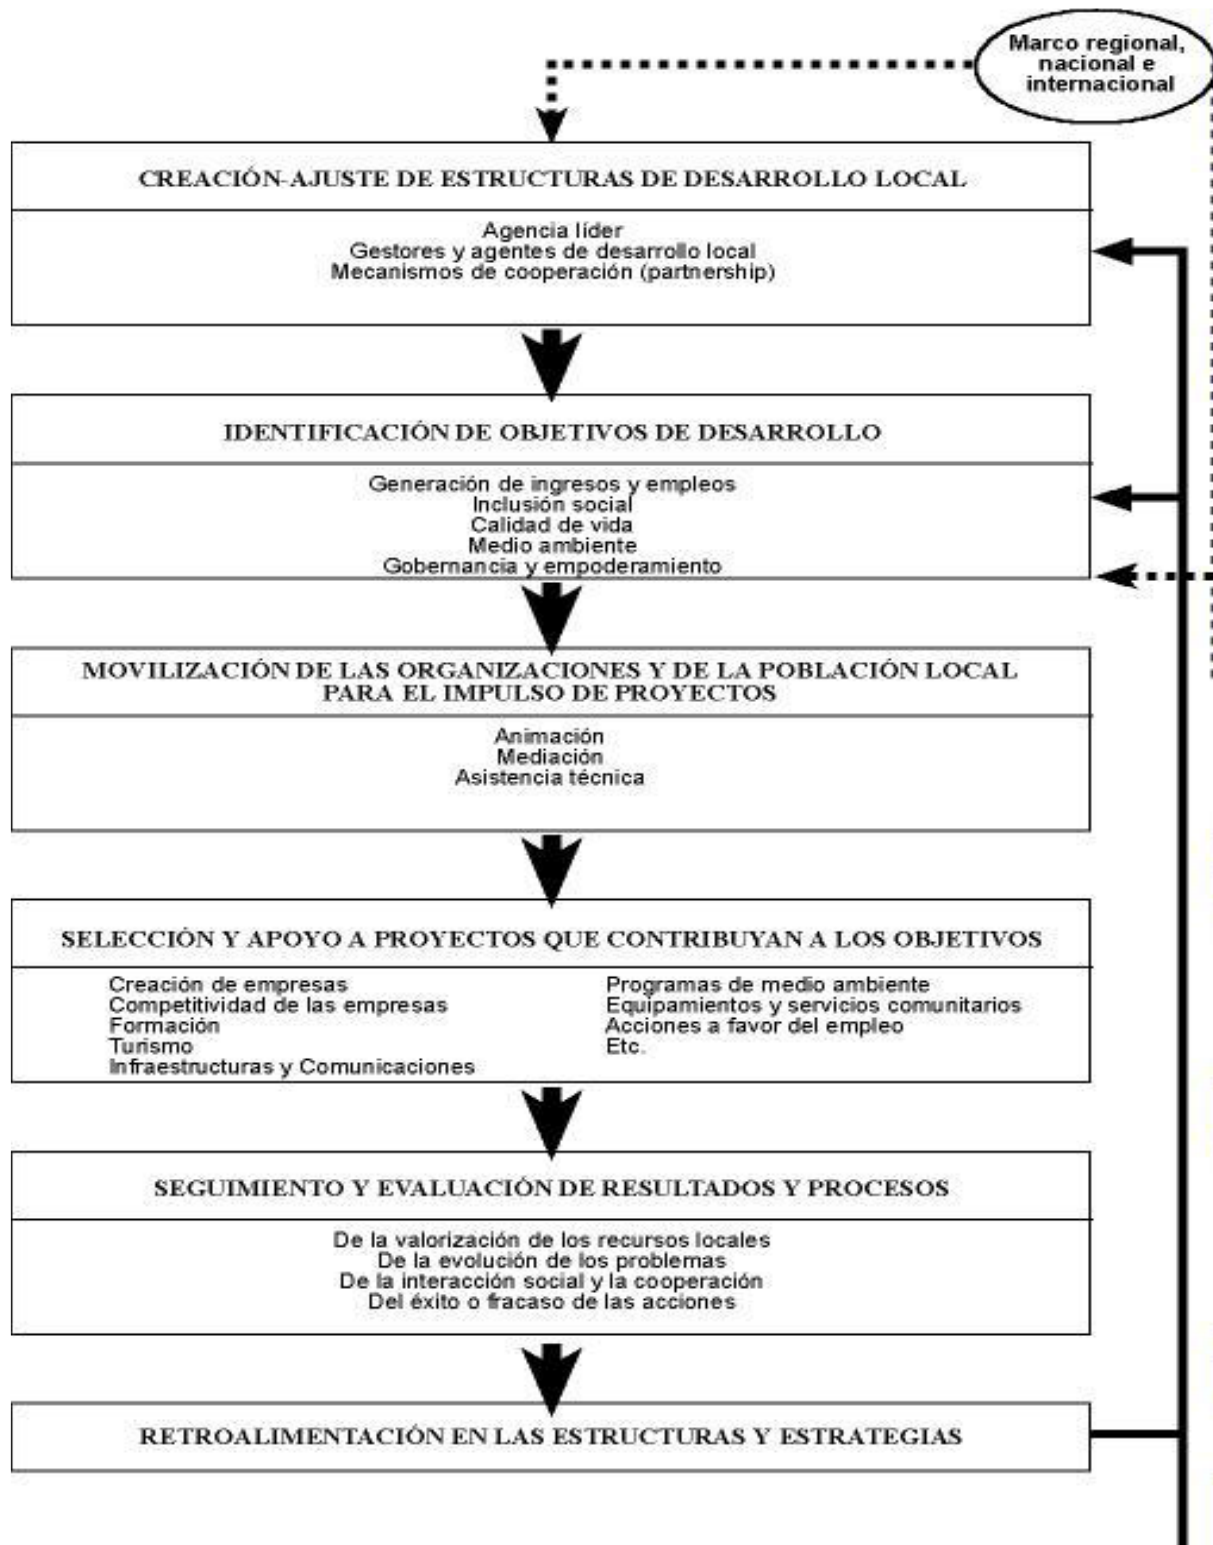 Marco regional,
nacional e
internacional
CREACIÓN-AJUSTE DE ESTRUCTURAS DE DESARROLLO LOCAL
Agencia líder
Gestores y agentes de desarrollo local
Mecanismos de cooperación (partnership)
IDENTIFICACIÓN DE OBJETIVOS DE DESARROLLO
Generación de ingresos y empleos
Inclusión social
Calidad de vida
Medio ambiente
Gobernancia y empoderamiento
MOVILIZACIÓN DE LAS ORGANIZACIONES Y DE LA POBLACIÓN LOCAL
PARA EL IMPULSO DE PROYECTOS
Animación
Mediación
Asistencia técnica
SELECCIÓN Y APOYO A PROYECTOS QUE CONTRIBUYAN A LOS OBJETIVOS
Creación de empresas
Competitividad de las empresas
Formación
Turismo
Infraestructuras y Comunicaciones
Programas de medio ambiente
Equipamientos y servicios comunitarios
Acciones a favor del empleo
Etc.
SEGUIMIENTO Y EVALUACIÓN DE RESULTADOS Y PROCESOS
De la valorización de los recursos locales
De la evolución de los problemas
De la interacción social y la cooperación
Del éxito o fracaso de las acciones
RETROALIMENTACIÓN EN LAS ESTRUCTURAS Y ESTRATEGIAS